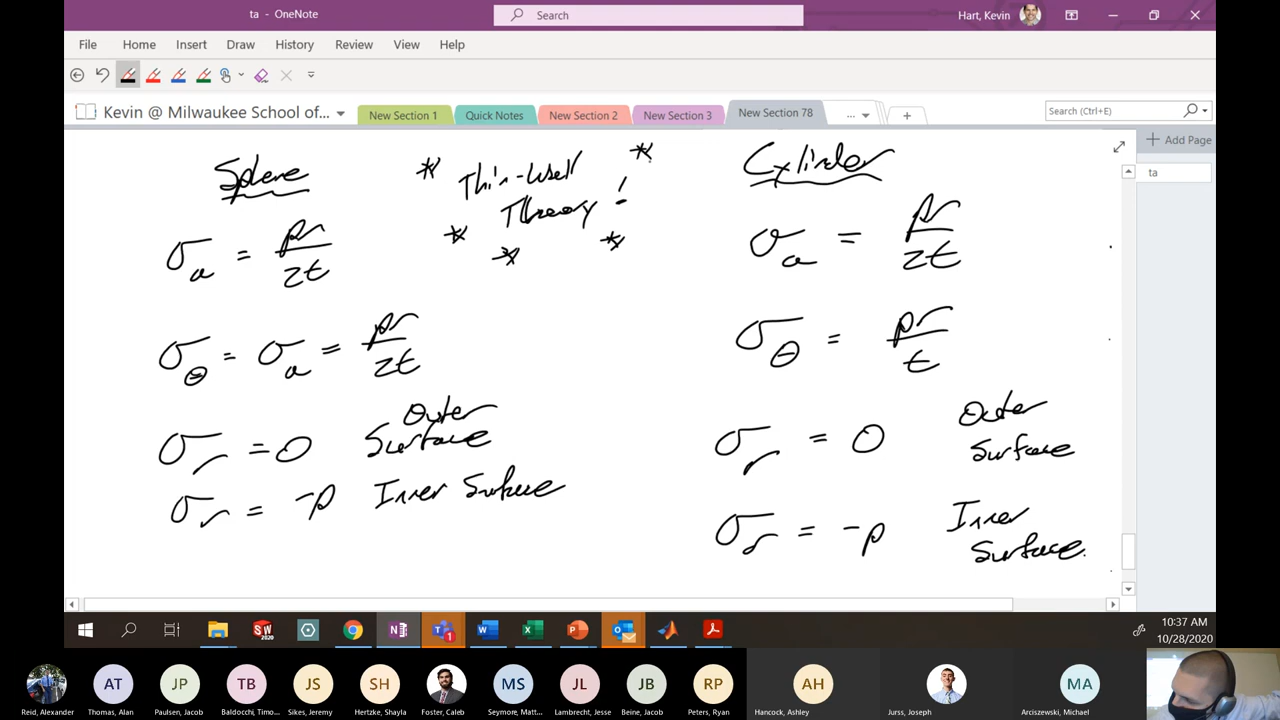 ta - OneNote
Search
Hart, Kevin
File Home Insert Draw History Review View Help
Kevin @ Milwaukee School of...
New Section 1
Quick Notes
New Section 2
New Section 3
New Section 78
...
Search (Ctrl+E)
Add Page
ta
Sphere
* Thin-Wall *
Theory!
* * *
Cylinder
σa = pr/2t
σa = pr/2t
σθ = σa = pr/2t
σθ = pr/t
σr = 0 Outer
Surface
σr = 0 Outer
Surface
σr = -p Inner Surface
σr = -p Inner
Surface
10:37 AM
10/28/2020
SW
2020
1
Reid, Alexander
AT
Thomas, Alan
JP
Paulsen, Jacob
TB
Baldocchi, Timo...
JS
Sikes, Jeremy
SH
Hertzke, Shayla
Foster, Caleb
MS
Seymore, Matt...
JL
Lambrecht, Jesse
JB
Beine, Jacob
RP
Peters, Ryan
AH
Hancock, Ashley
Jurss, Joseph
MA
Arciszewski, Michael